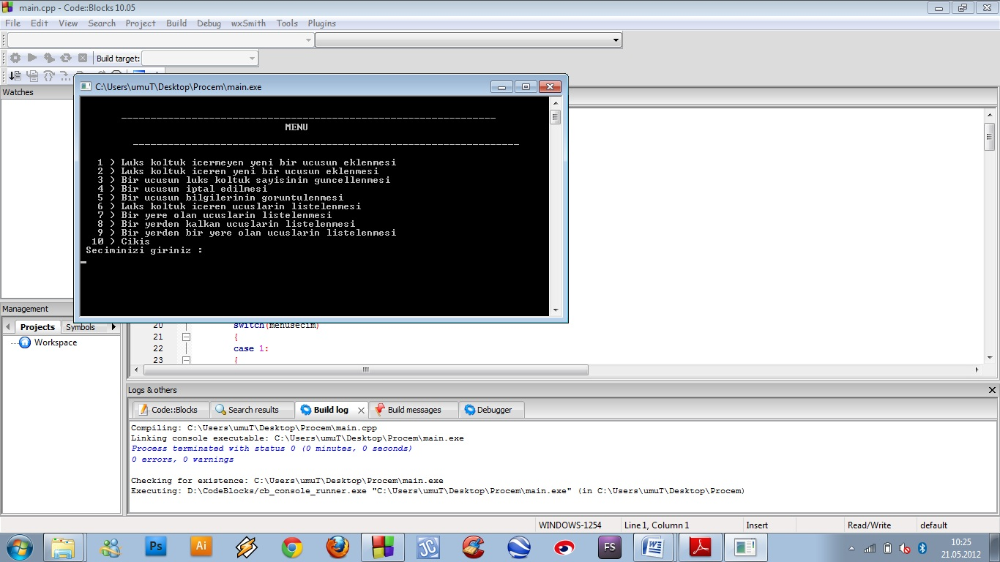 main.cpp - Code::Blocks 10.05
File Edit View Search Project Build Debug wxSmith Tools Plugins
Build target:
Watches
C:\Users\umuT\Desktop\Procem\main.exe
MENU
1 > Luks koltuk icermeyen yeni bir ucusun eklenmesi
2 > Luks koltuk iceren yeni bir ucusun eklenmesi
3 > Bir ucusun luks koltuk sayisinin guncellenmesi
4 > Bir ucusun iptal edilmesi
5 > Bir ucusun bilgilerinin goruntulenmesi
6 > Luks koltuk iceren ucuslarin listelenmesi
7 > Bir yere olan ucuslarin listelenmesi
8 > Bir yerden kalkan ucuslarin listelenmesi
9 > Bir yerden bir yere olan ucuslarin listelenmesi
10 > Cikis
Seciminizi giriniz :
Management
Projects Symbols
Workspace
20 switch(menusecim)
21 {
22 case 1:
23 {
Logs & others
Code::Blocks Search results Build log Build messages Debugger
Compiling: C:\Users\umuT\Desktop\Procem\main.cpp
Linking console executable: C:\Users\umuT\Desktop\Procem\main.exe
Process terminated with status 0 (0 minutes, 0 seconds)
0 errors, 0 warnings
Checking for existence: C:\Users\umuT\Desktop\Procem\main.exe
Executing: D:\CodeBlocks/cb_console_runner.exe "C:\Users\umuT\Desktop\Procem\main.exe" (in C:\Users\umuT\Desktop\Procem)
WINDOWS-1254 Line 1, Column 1 Insert Read/Write default
Ps Ai JC FS W
10:25
21.05.2012